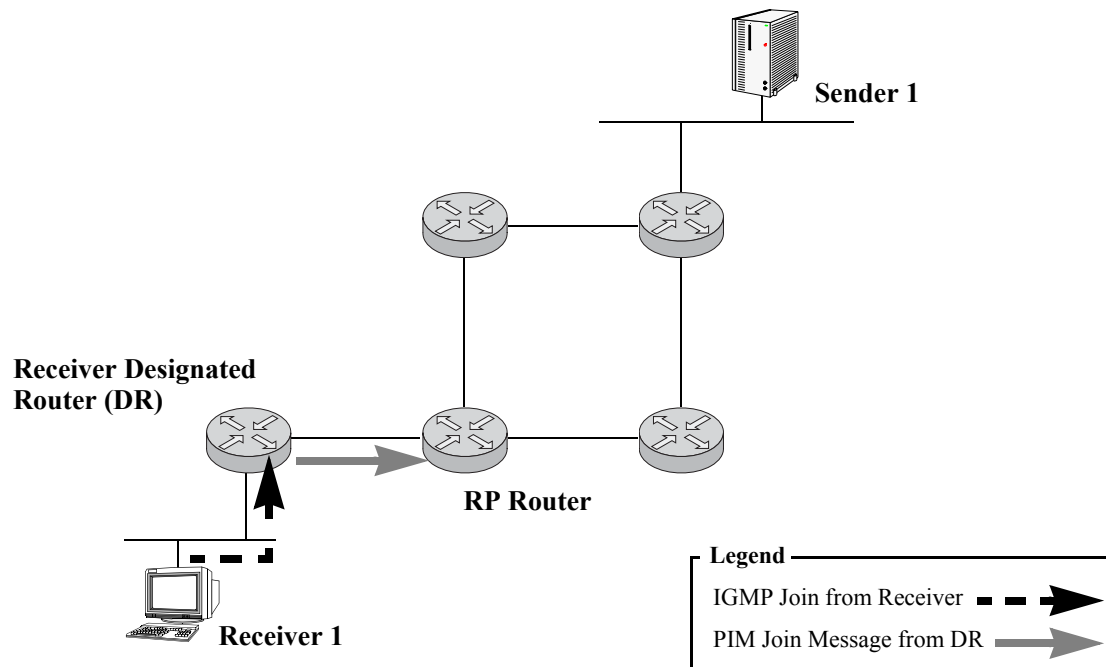 Sender 1
Receiver Designated
Router (DR)
RP Router
Receiver 1
Legend
IGMP Join from Receiver
PIM Join Message from DR